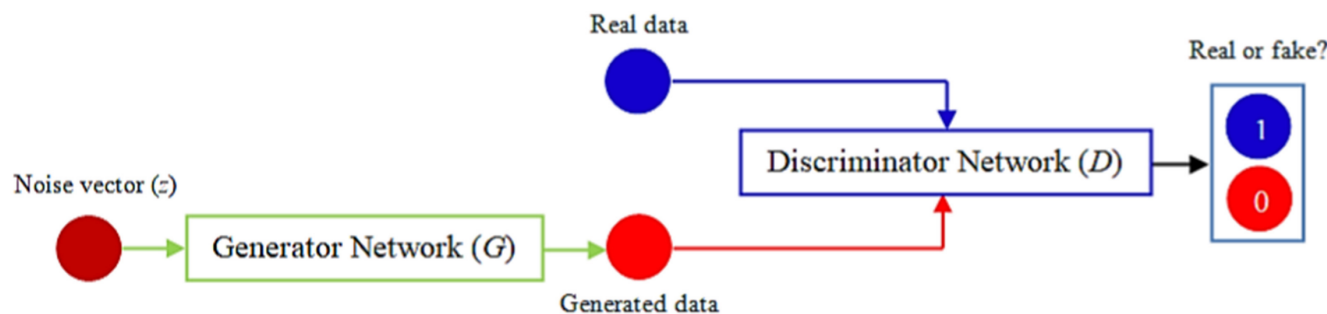 Real data
Real or fake?
1
Discriminator Network (D)
Noise vector (z)
0
Generator Network (G)
Generated data